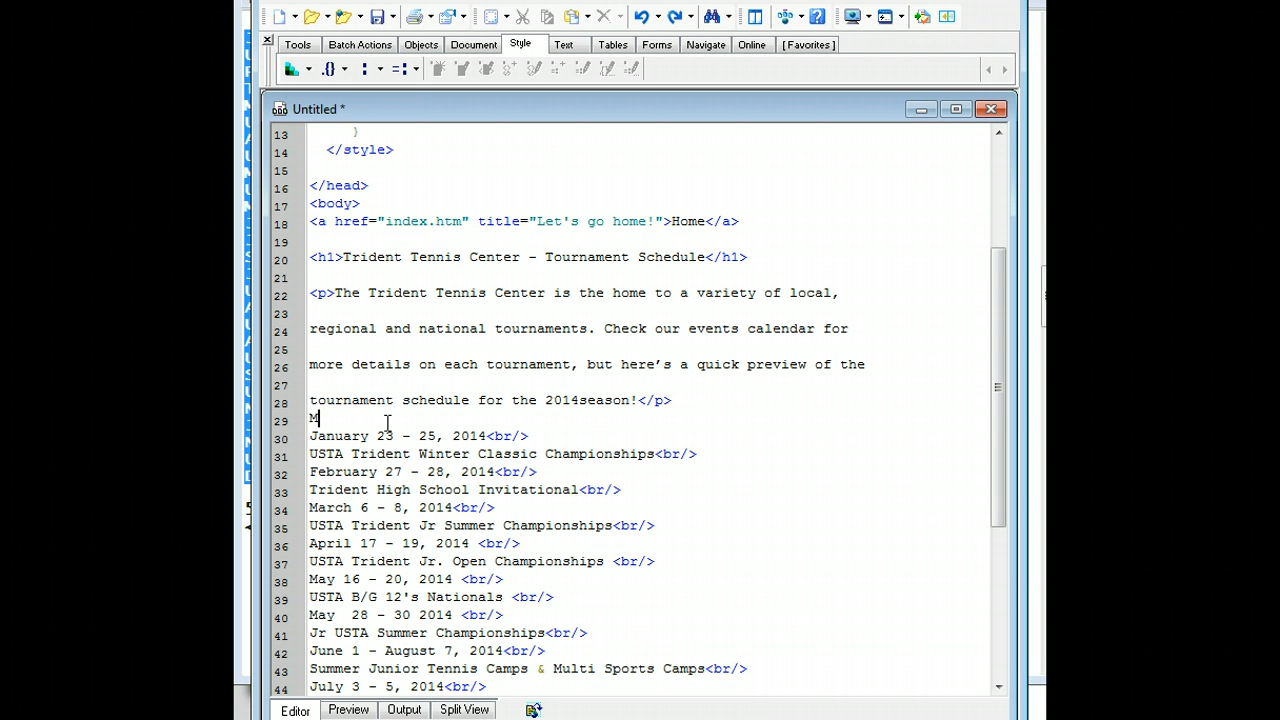 Tools Batch Actions Objects Document Style Text Tables Forms Navigate Online [ Favorites ]
Untitled *
13 }
14 </style>
15
16 </head>
17 <body>
18 <a href="index.htm" title="Let's go home!">Home</a>
19
20 <h1>Trident Tennis Center - Tournament Schedule</h1>
21
22 <p>The Trident Tennis Center is the home to a variety of local,
23
24 regional and national tournaments. Check our events calendar for
25
26 more details on each tournament, but here’s a quick preview of the
27
28 tournament schedule for the 2014season!</p>
29 M
30 January 23 - 25, 2014<br/>
31 USTA Trident Winter Classic Championships<br/>
32 February 27 - 28, 2014<br/>
33 Trident High School Invitational<br/>
34 March 6 - 8, 2014<br/>
35 USTA Trident Jr Summer Championships<br/>
36 April 17 - 19, 2014 <br/>
37 USTA Trident Jr. Open Championships <br/>
38 May 16 - 20, 2014 <br/>
39 USTA B/G 12's Nationals <br/>
40 May  28 - 30 2014 <br/>
41 Jr USTA Summer Championships<br/>
42 June 1 - August 7, 2014<br/>
43 Summer Junior Tennis Camps & Multi Sports Camps<br/>
44 July 3 - 5, 2014<br/>
Editor Preview Output Split View